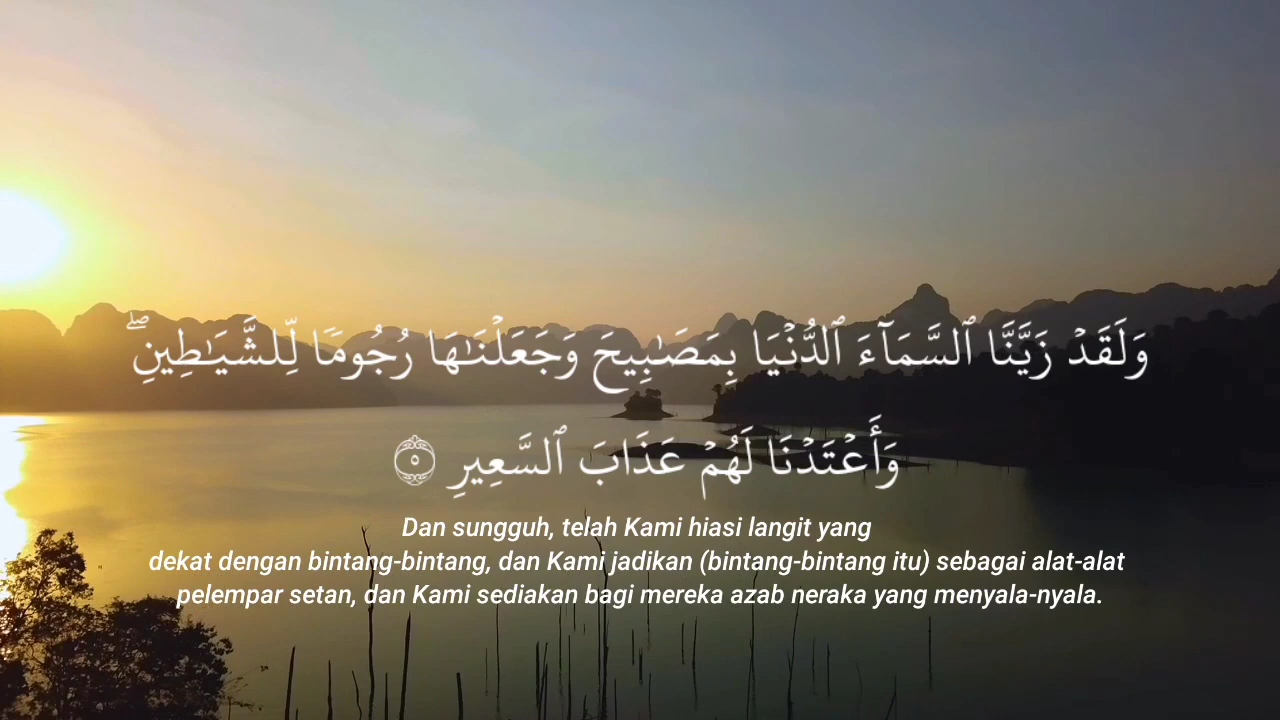 وَلَقَدۡ زَيَّنَّا ٱلسَّمَآءَ ٱلدُّنۡيَا بِمَصَٰبِيحَ وَجَعَلۡنَٰهَا رُجُومٗا لِّلشَّيَٰطِينِۖ
وَأَعۡتَدۡنَا لَهُمۡ عَذَابَ ٱلسَّعِيرِ ٥
Dan sungguh, telah Kami hiasi langit yang
dekat dengan bintang-bintang, dan Kami jadikan (bintang-bintang itu) sebagai alat-alat
pelempar setan, dan Kami sediakan bagi mereka azab neraka yang menyala-nyala.